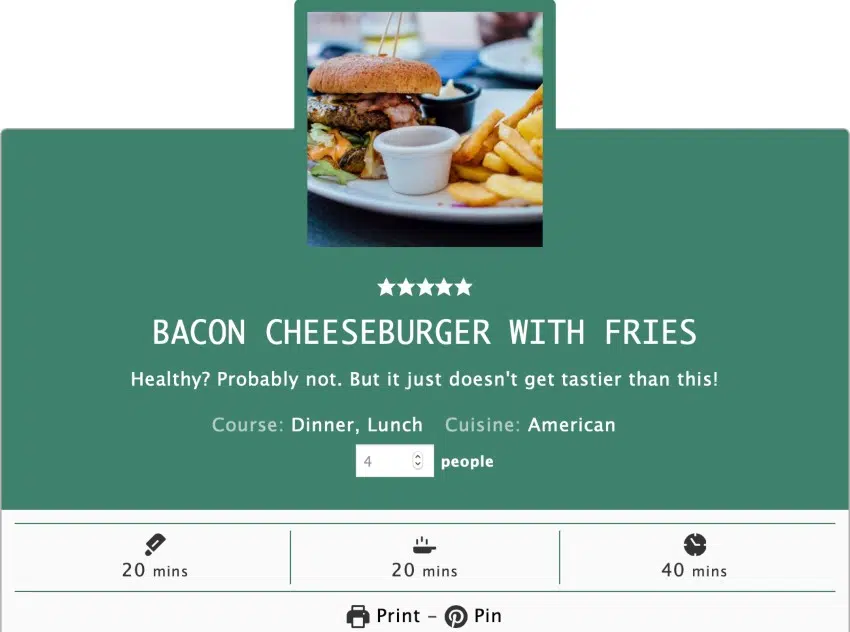 BACON CHEESEBURGER WITH FRIES
Healthy? Probably not. But it just doesn't get tastier than this!
Course: Dinner, Lunch Cuisine: American
4 people
20 mins 20 mins 40 mins
Print – Pin